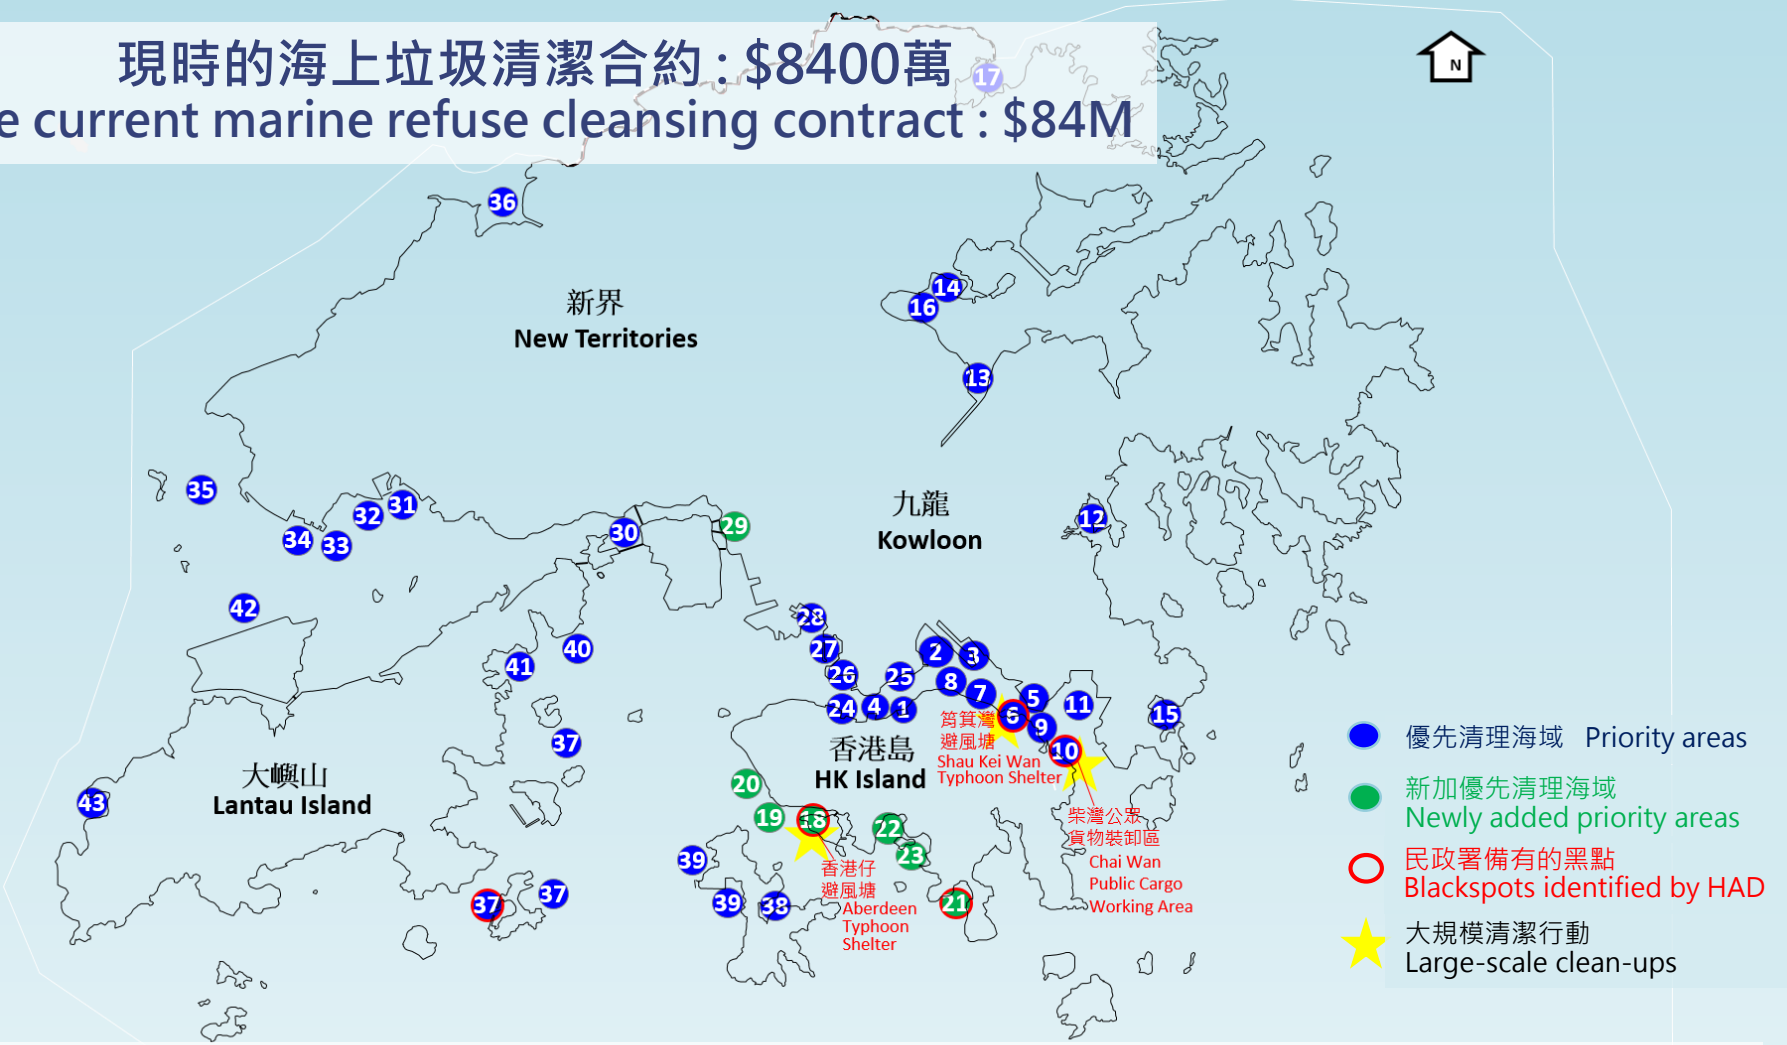 現時的海上垃圾清潔合約 : $8400萬
e current marine refuse cleansing contract : $84M
17
N
36
新界
New Territories
14
16
13
35
31
32
34
33
30
29
九龍
Kowloon
12
42
40
41
28
27
26
25
2
3
8
7
24
4
1
5
6
9
11
10
15
筲箕灣
避風塘
Shau Kei Wan
Typhoon Shelter
香港島
HK Island
37
大嶼山
Lantau Island
43
20
19
18
22
23
柴灣公眾
貨物裝卸區
Chai Wan
Public Cargo
Working Area
39
香港仔
避風塘
Aberdeen
Typhoon
Shelter
37
37
39
38
21
優先清理海域 Priority areas
新加優先清理海域
Newly added priority areas
民政署備有的黑點
Blackspots identified by HAD
大規模清潔行動
Large-scale clean-ups